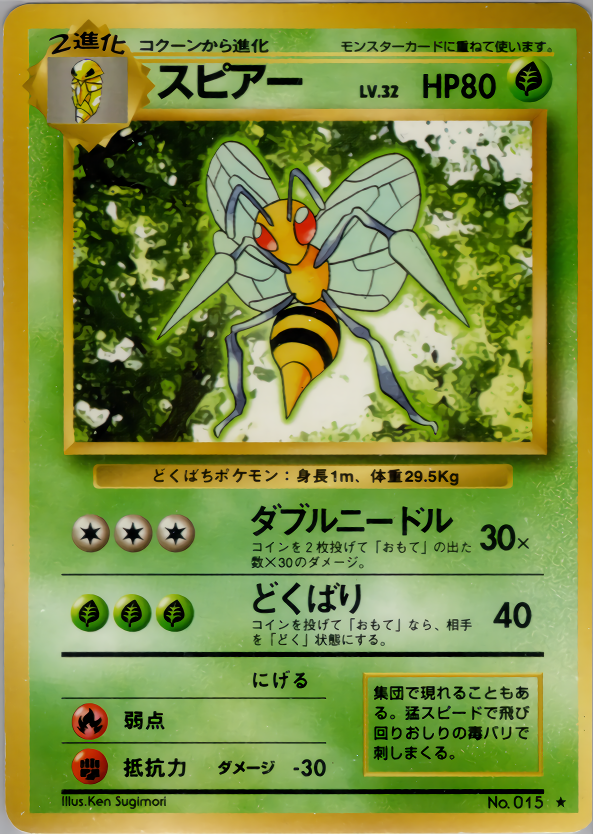 2進化
コクーンから進化
モンスターカードに重ねて使います。
スピアー
LV.32
HP80
どくばちポケモン：身長1m、体重29.5Kg
ダブルニードル
30×
コインを2枚投げて「おもて」の出た
数×30のダメージ。
どくばり
40
コインを投げて「おもて」なら、相手
を「どく」状態にする。
にげる
弱点
抵抗力 ダメージ -30
集団で現れることもあ
る。猛スピードで飛び
回りおしりの毒バリで
刺しまくる。
Illus.Ken Sugimori
No.015 ★